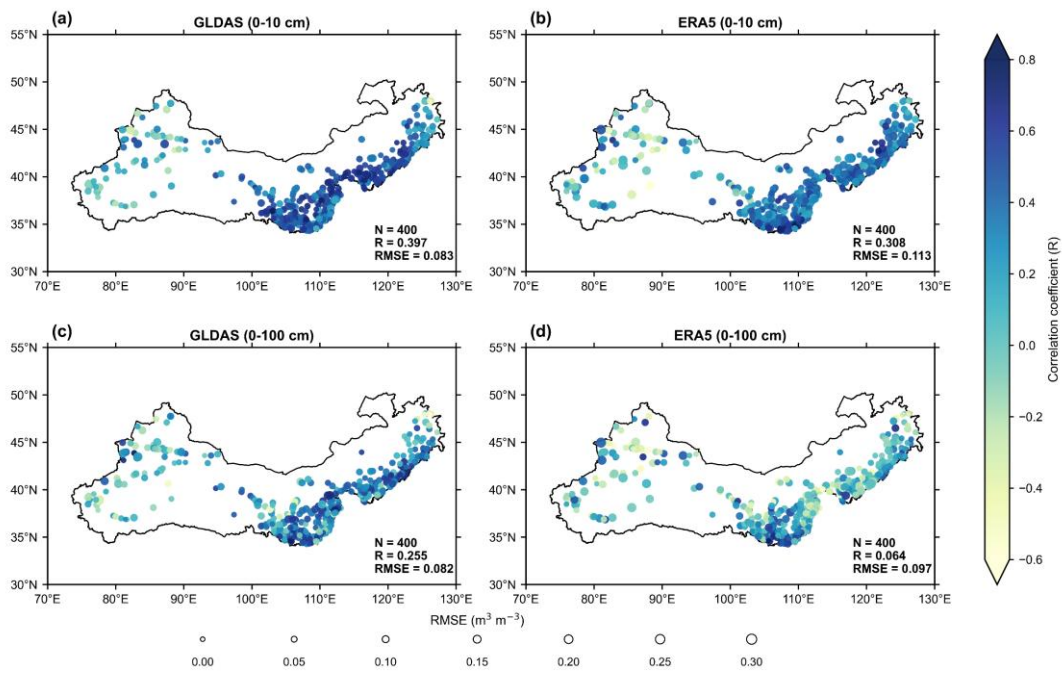 (a)
GLDAS (0-10 cm)
55°N
50°N
45°N
40°N
35°N
30°N
70°E 80°E 90°E 100°E 110°E 120°E 130°E
N = 400
R = 0.397
RMSE = 0.083
(b)
ERA5 (0-10 cm)
55°N
50°N
45°N
40°N
35°N
30°N
70°E 80°E 90°E 100°E 110°E 120°E 130°E
N = 400
R = 0.308
RMSE = 0.113
(c)
GLDAS (0-100 cm)
55°N
50°N
45°N
40°N
35°N
30°N
70°E 80°E 90°E 100°E 110°E 120°E 130°E
N = 400
R = 0.255
RMSE = 0.082
(d)
ERA5 (0-100 cm)
55°N
50°N
45°N
40°N
35°N
30°N
70°E 80°E 90°E 100°E 110°E 120°E 130°E
N = 400
R = 0.064
RMSE = 0.097
0.8
0.6
0.4
0.2
0.0
−0.2
−0.4
−0.6
Correlation coefficient (R)
RMSE (m³ m⁻³)
0.00 0.05 0.10 0.15 0.20 0.25 0.30